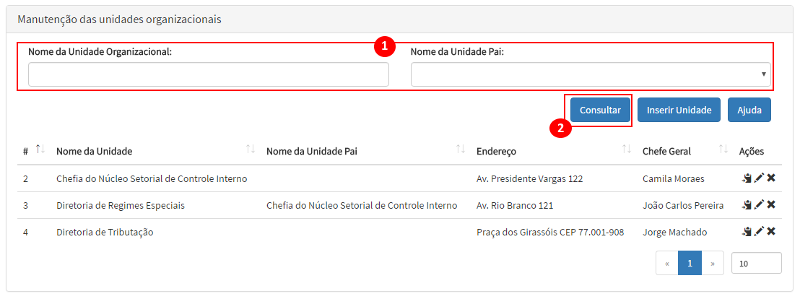 Manutenção das unidades organizacionais
1
Nome da Unidade Organizacional: Nome da Unidade Pai:
Consultar Inserir Unidade Ajuda
2
# Nome da Unidade Nome da Unidade Pai Endereço Chefe Geral Ações
2 Chefia do Núcleo Setorial de Controle Interno Av. Presidente Vargas 122 Camila Moraes
3 Diretoria de Regimes Especiais Chefia do Núcleo Setorial de Controle Interno Av. Rio Branco 121 João Carlos Pereira
4 Diretoria de Tributação Praça dos Girassóis CEP 77.001-908 Jorge Machado
« 1 » 10